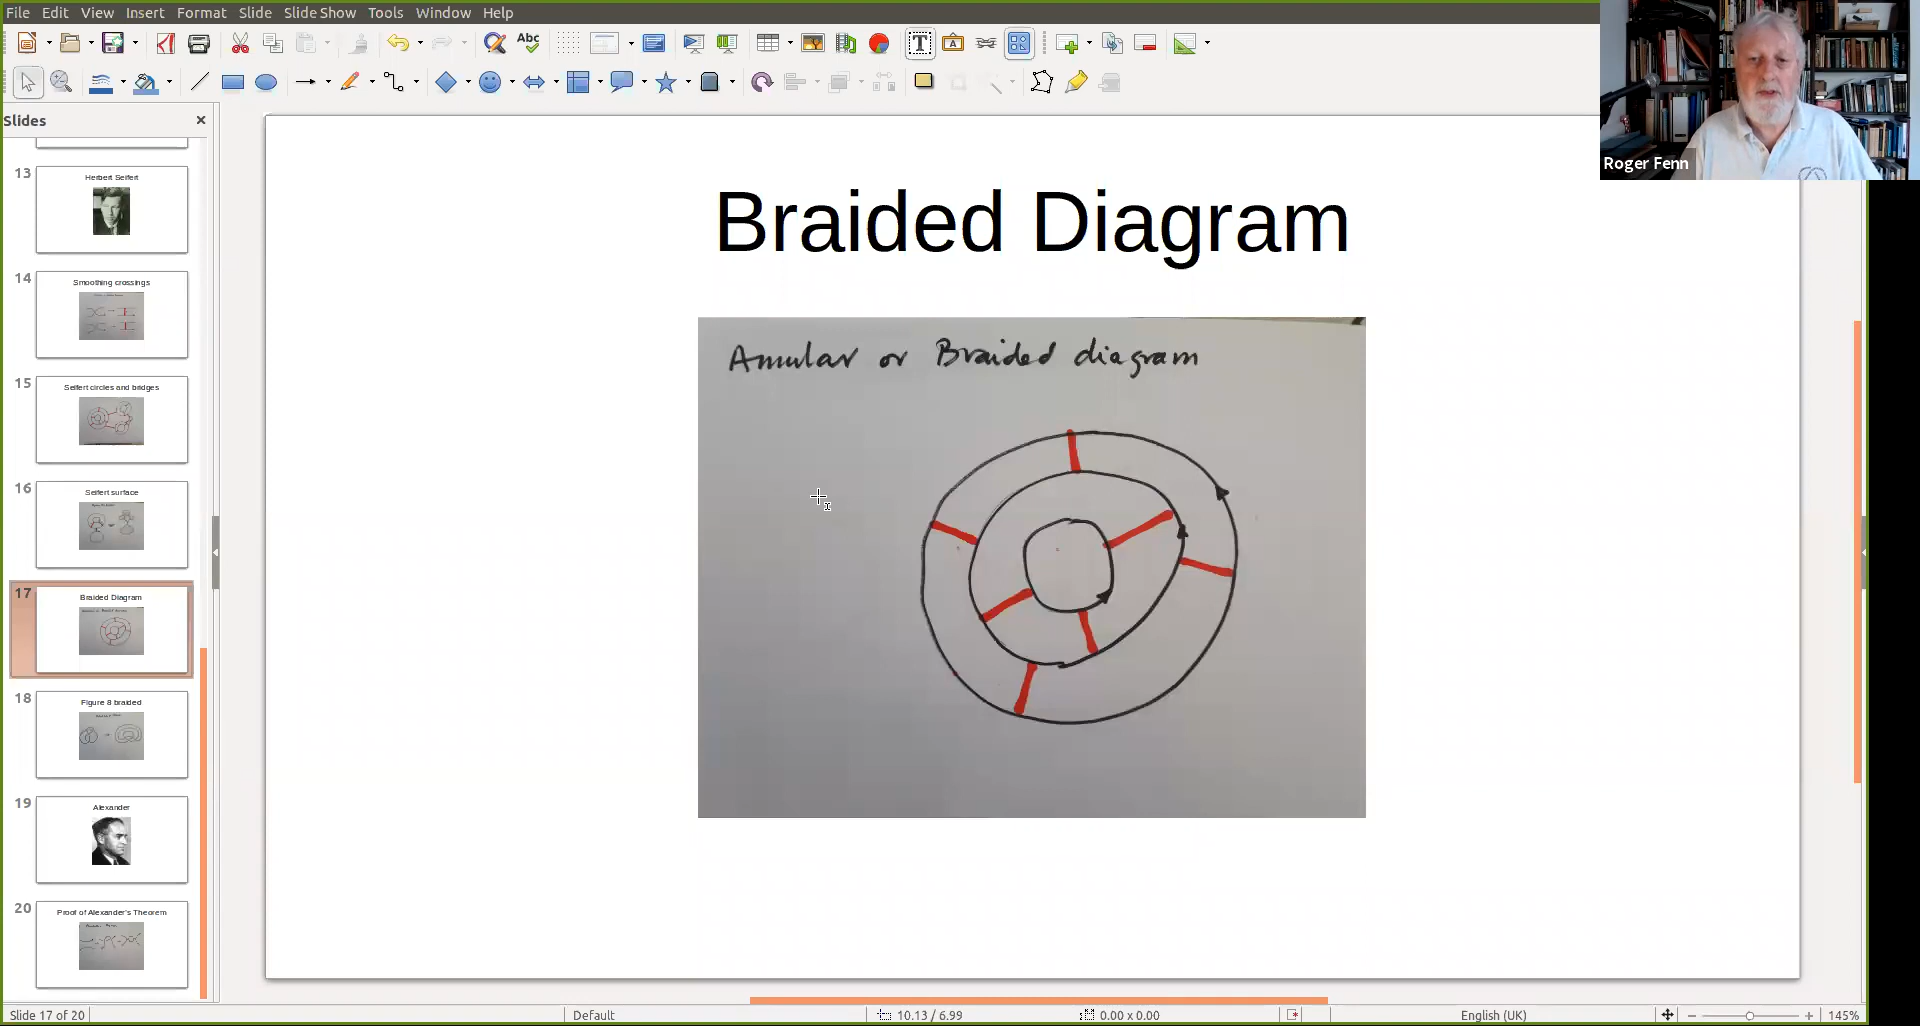 File Edit View Insert Format Slide Slide Show Tools Window Help
Abc
Slides
13
Herbert Seifert
14
Smoothing crossings
15
Seifert circles and bridges
16
Seifert surface
17
Braided Diagram
18
Figure 8 braided
19
Alexander
20
Proof of Alexander's Theorem
Braided Diagram
Annular or Braided diagram
Roger Fenn
Slide 17 of 20
Default
10.13 / 6.99
0.00 x 0.00
English (UK)
145%